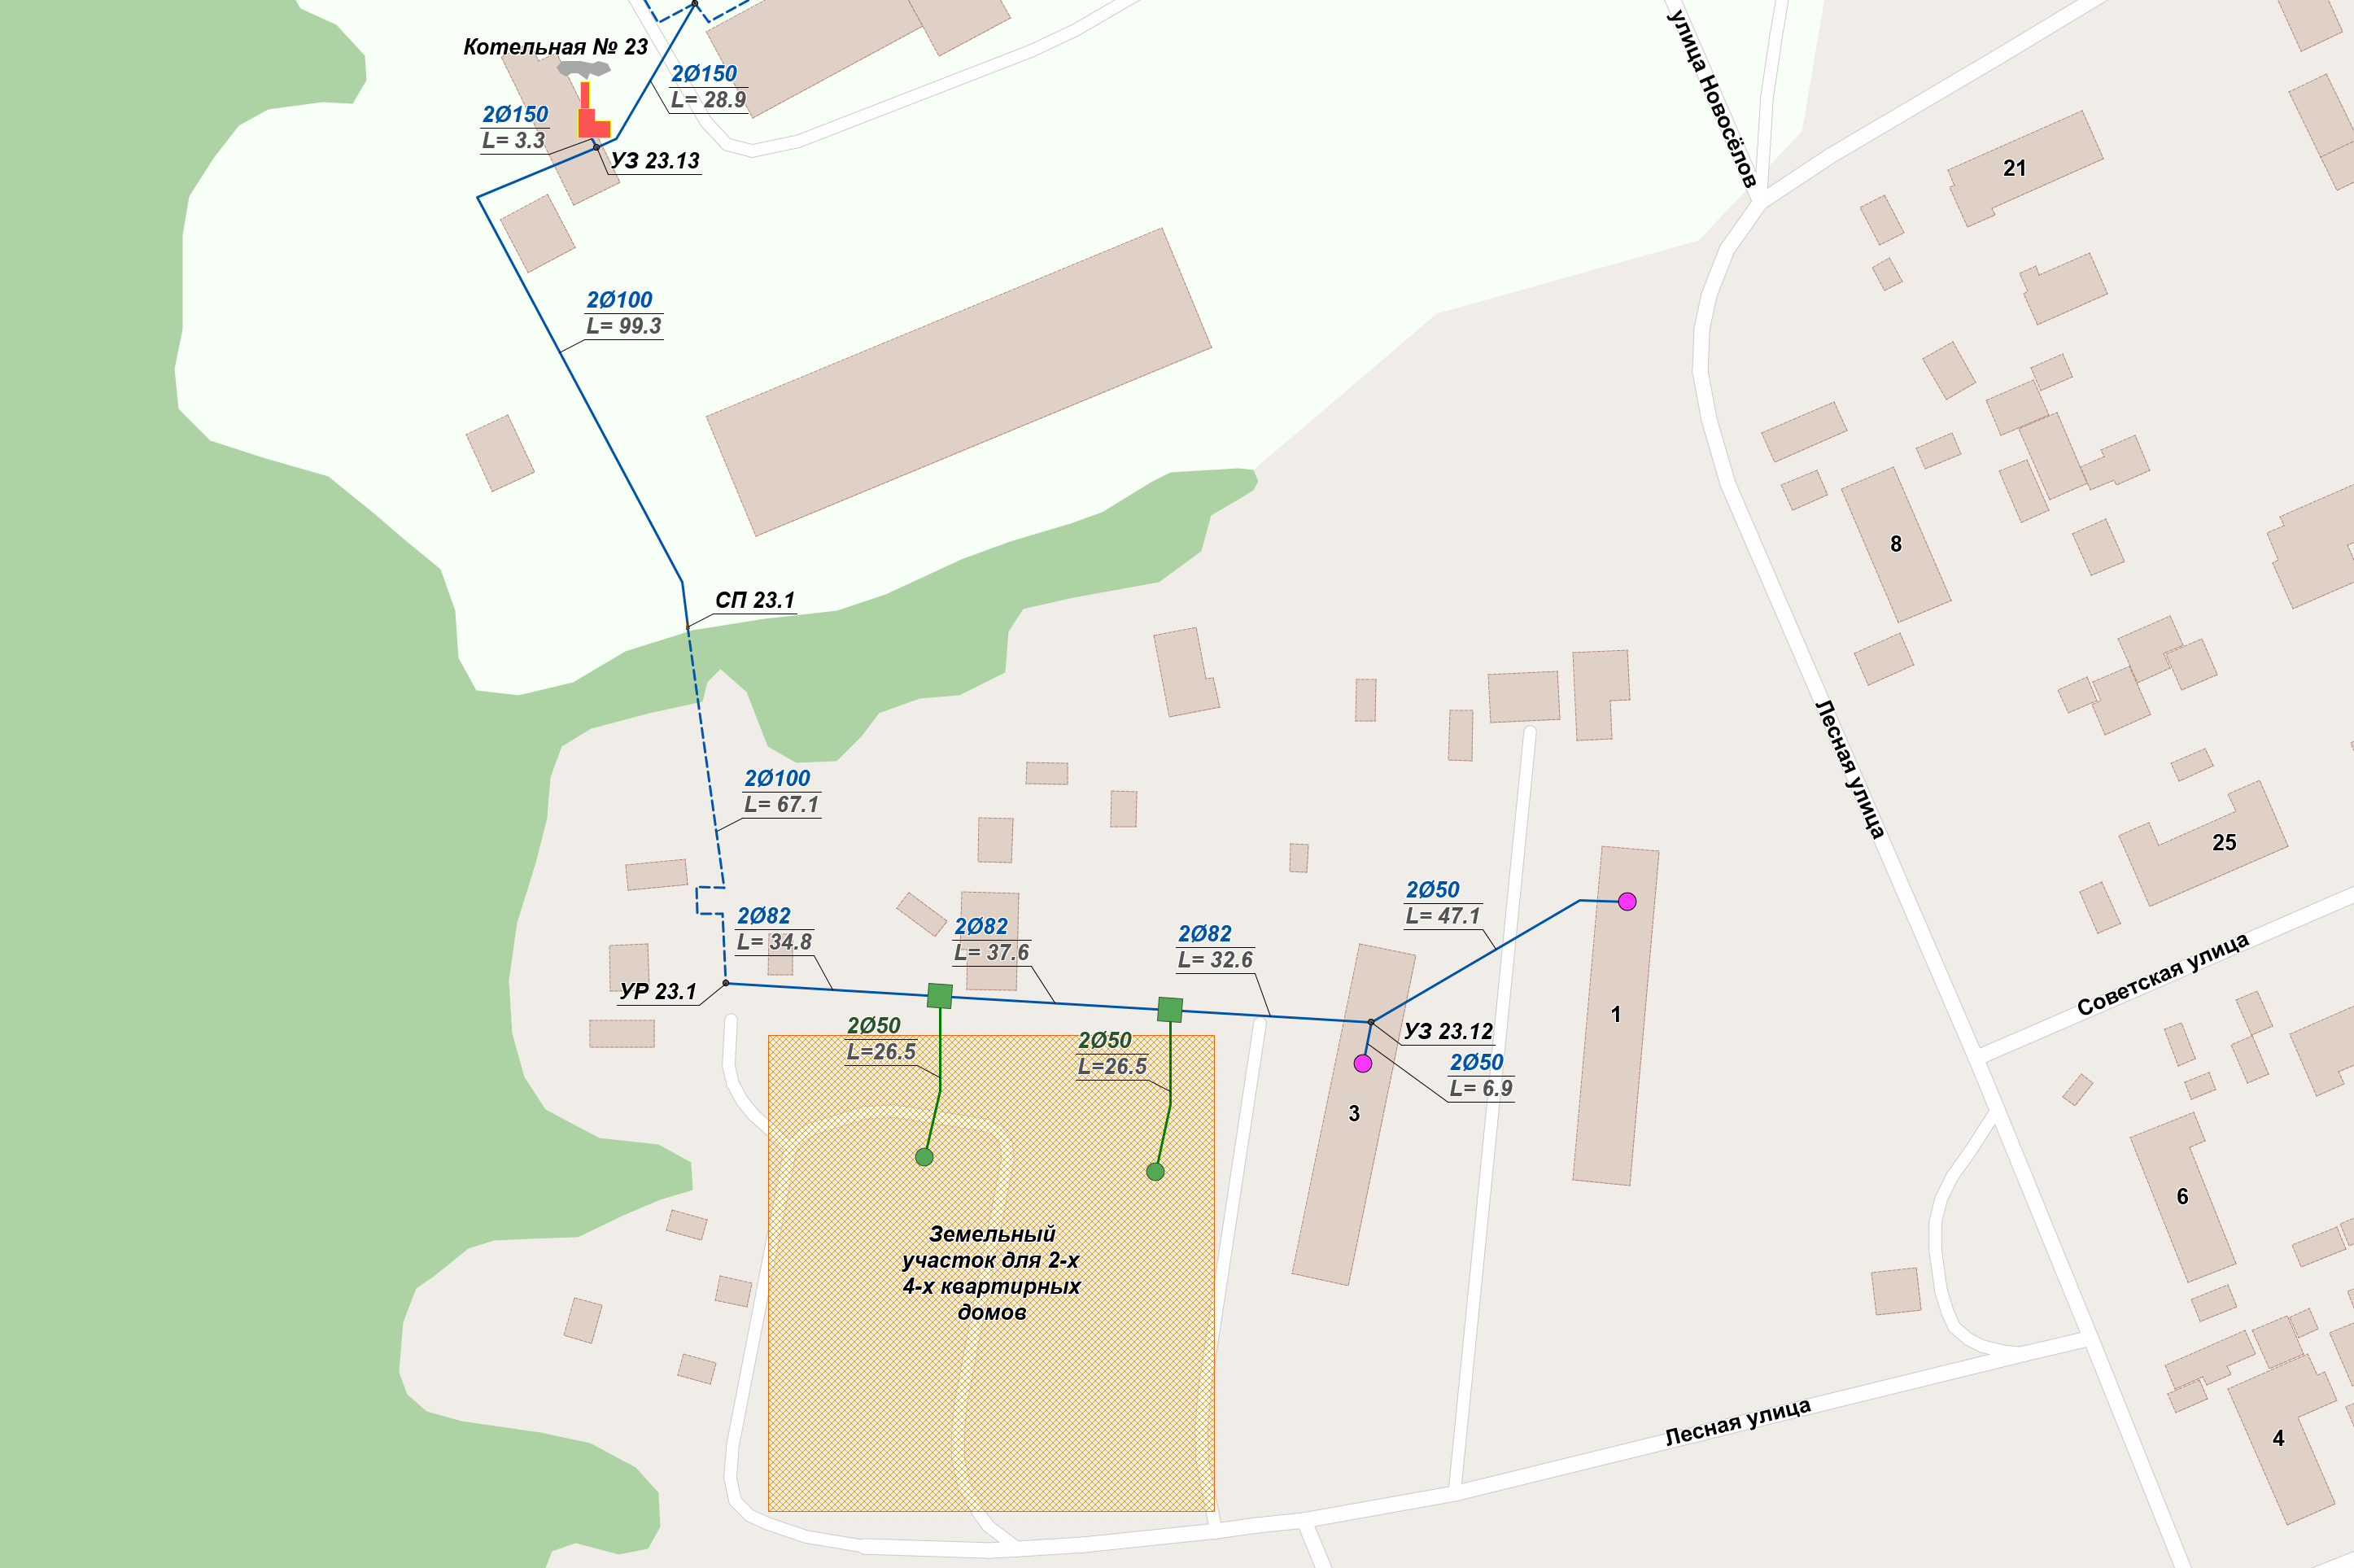 Котельная № 23
2Ø150
L= 28.9
2Ø150
L= 3.3
УЗ 23.13
улица Новосёлов
21
2Ø100
L= 99.3
8
СП 23.1
Лесная улица
2Ø100
L= 67.1
25
2Ø82
L= 34.8
2Ø82
L= 37.6
2Ø82
L= 32.6
2Ø50
L= 47.1
Советская улица
УР 23.1
2Ø50
L=26.5
2Ø50
L=26.5
УЗ 23.12
1
2Ø50
L= 6.9
3
6
Земельный
участок для 2-х
4-х квартирных
домов
Лесная улица
4